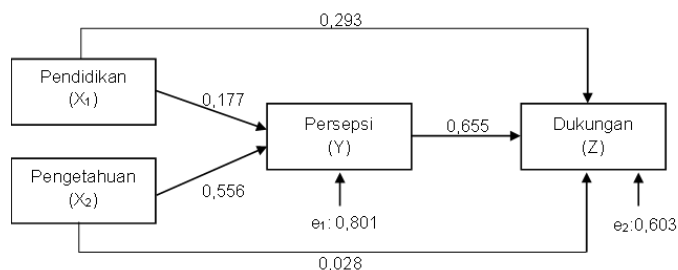 0,293
Pendidikan
(X₁)
0,177
Persepsi
(Y)
0,655
Dukungan
(Z)
Pengetahuan
(X₂)
0,556
e₁:0,801
e₂:0,603
0.028